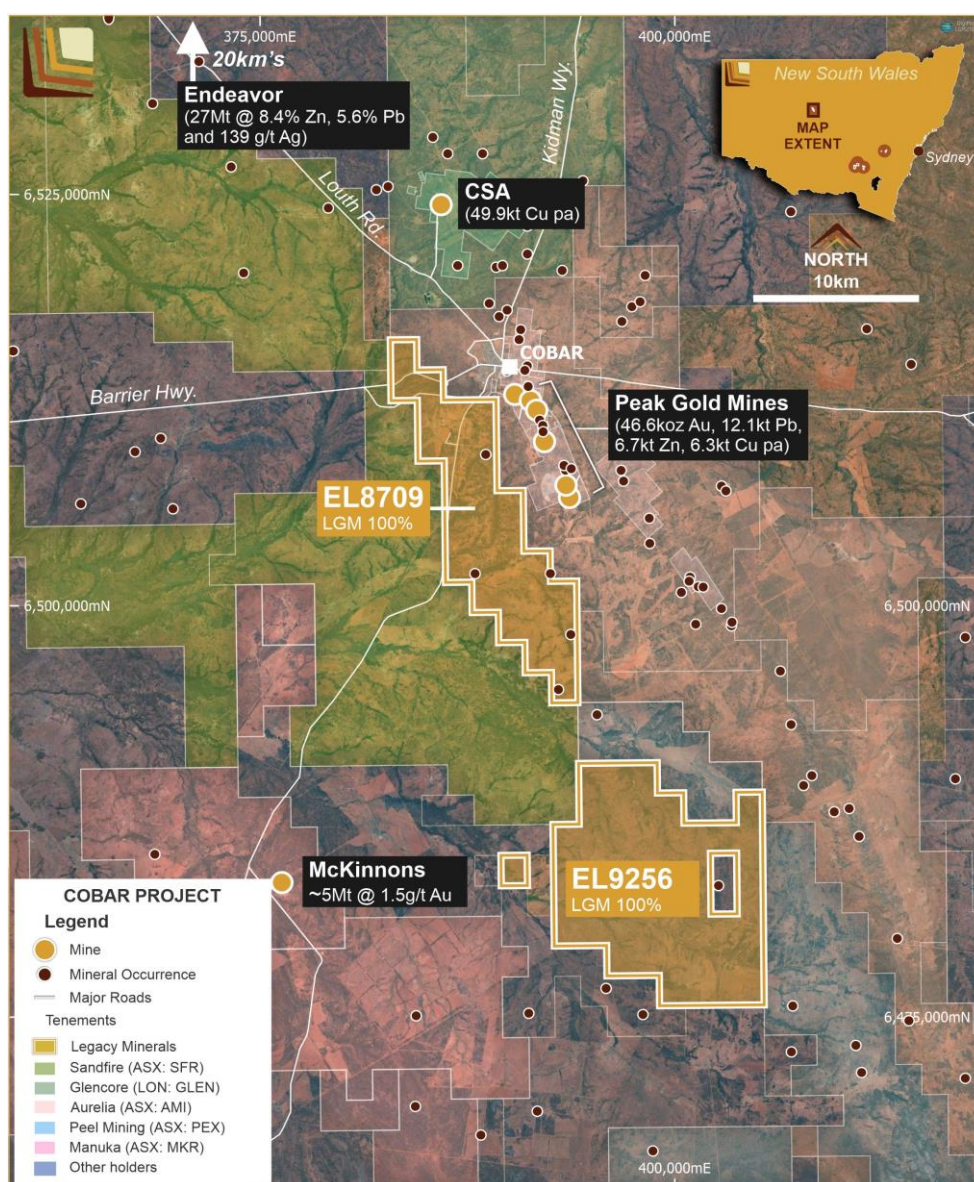 375,000mE
400,000mE
20km's
Endeavor
(27Mt @ 8.4% Zn, 5.6% Pb
and 139 g/t Ag)
Kidman Wy.
New South Wales
MAP
EXTENT
Sydney
6,525,000mN
Louth Rd.
CSA
(49.9kt Cu pa)
NORTH
10km
COBAR
Barrier Hwy.
Peak Gold Mines
(46.6koz Au, 12.1kt Pb,
6.7kt Zn, 6.3kt Cu pa)
EL8709
LGM 100%
6,500,000mN
6,500,000mN
McKinnons
~5Mt @ 1.5g/t Au
EL9256
LGM 100%
COBAR PROJECT
Legend
Mine
Mineral Occurrence
Major Roads
Tenements
Legacy Minerals
Sandfire (ASX: SFR)
Glencore (LON: GLEN)
Aurelia (ASX: AMI)
Peel Mining (ASX: PEX)
Manuka (ASX: MKR)
Other holders
6,475,000mN
400,000mE